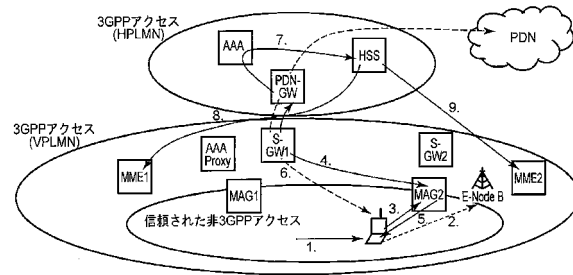 3GPPアクセス
(HPLMN)
AAA
7.
HSS
PDN-
GW
PDN
3GPPアクセス
(VPLMN)
8.
9.
AAA
Proxy
S-
GW1
S-
GW2
4.
6.
MME1
MAG1
MAG2
E-Node B
MME2
信頼された非3GPPアクセス
3.
5.
2.
1.